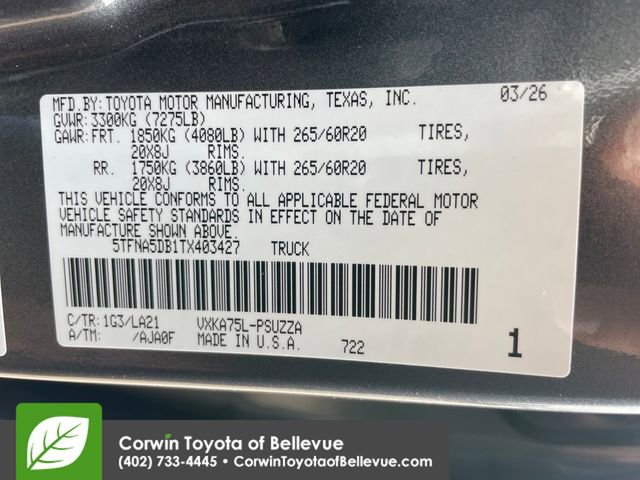 MFD.BY:TOYOTA MOTOR MANUFACTURING, TEXAS, INC. 03/26
GVWR:3300KG (7275LB)
GAWR:FRT. 1850KG (4080LB) WITH 265/60R20 TIRES,
20X8J RIMS.
RR. 1750KG (3860LB) WITH 265/60R20 TIRES,
20X8J RIMS.
THIS VEHICLE CONFORMS TO ALL APPLICABLE FEDERAL MOTOR
VEHICLE SAFETY STANDARDS IN EFFECT ON THE DATE OF
MANUFACTURE SHOWN ABOVE.
5TFNA5DB1TX403427 TRUCK
C/TR:1G3/LA21 VXKA75L-PSUZZA
A/TM: /AJA0F MADE IN U.S.A. 722 1
Corwin Toyota of Bellevue
(402) 733-4445 • CorwinToyotaofBellevue.com